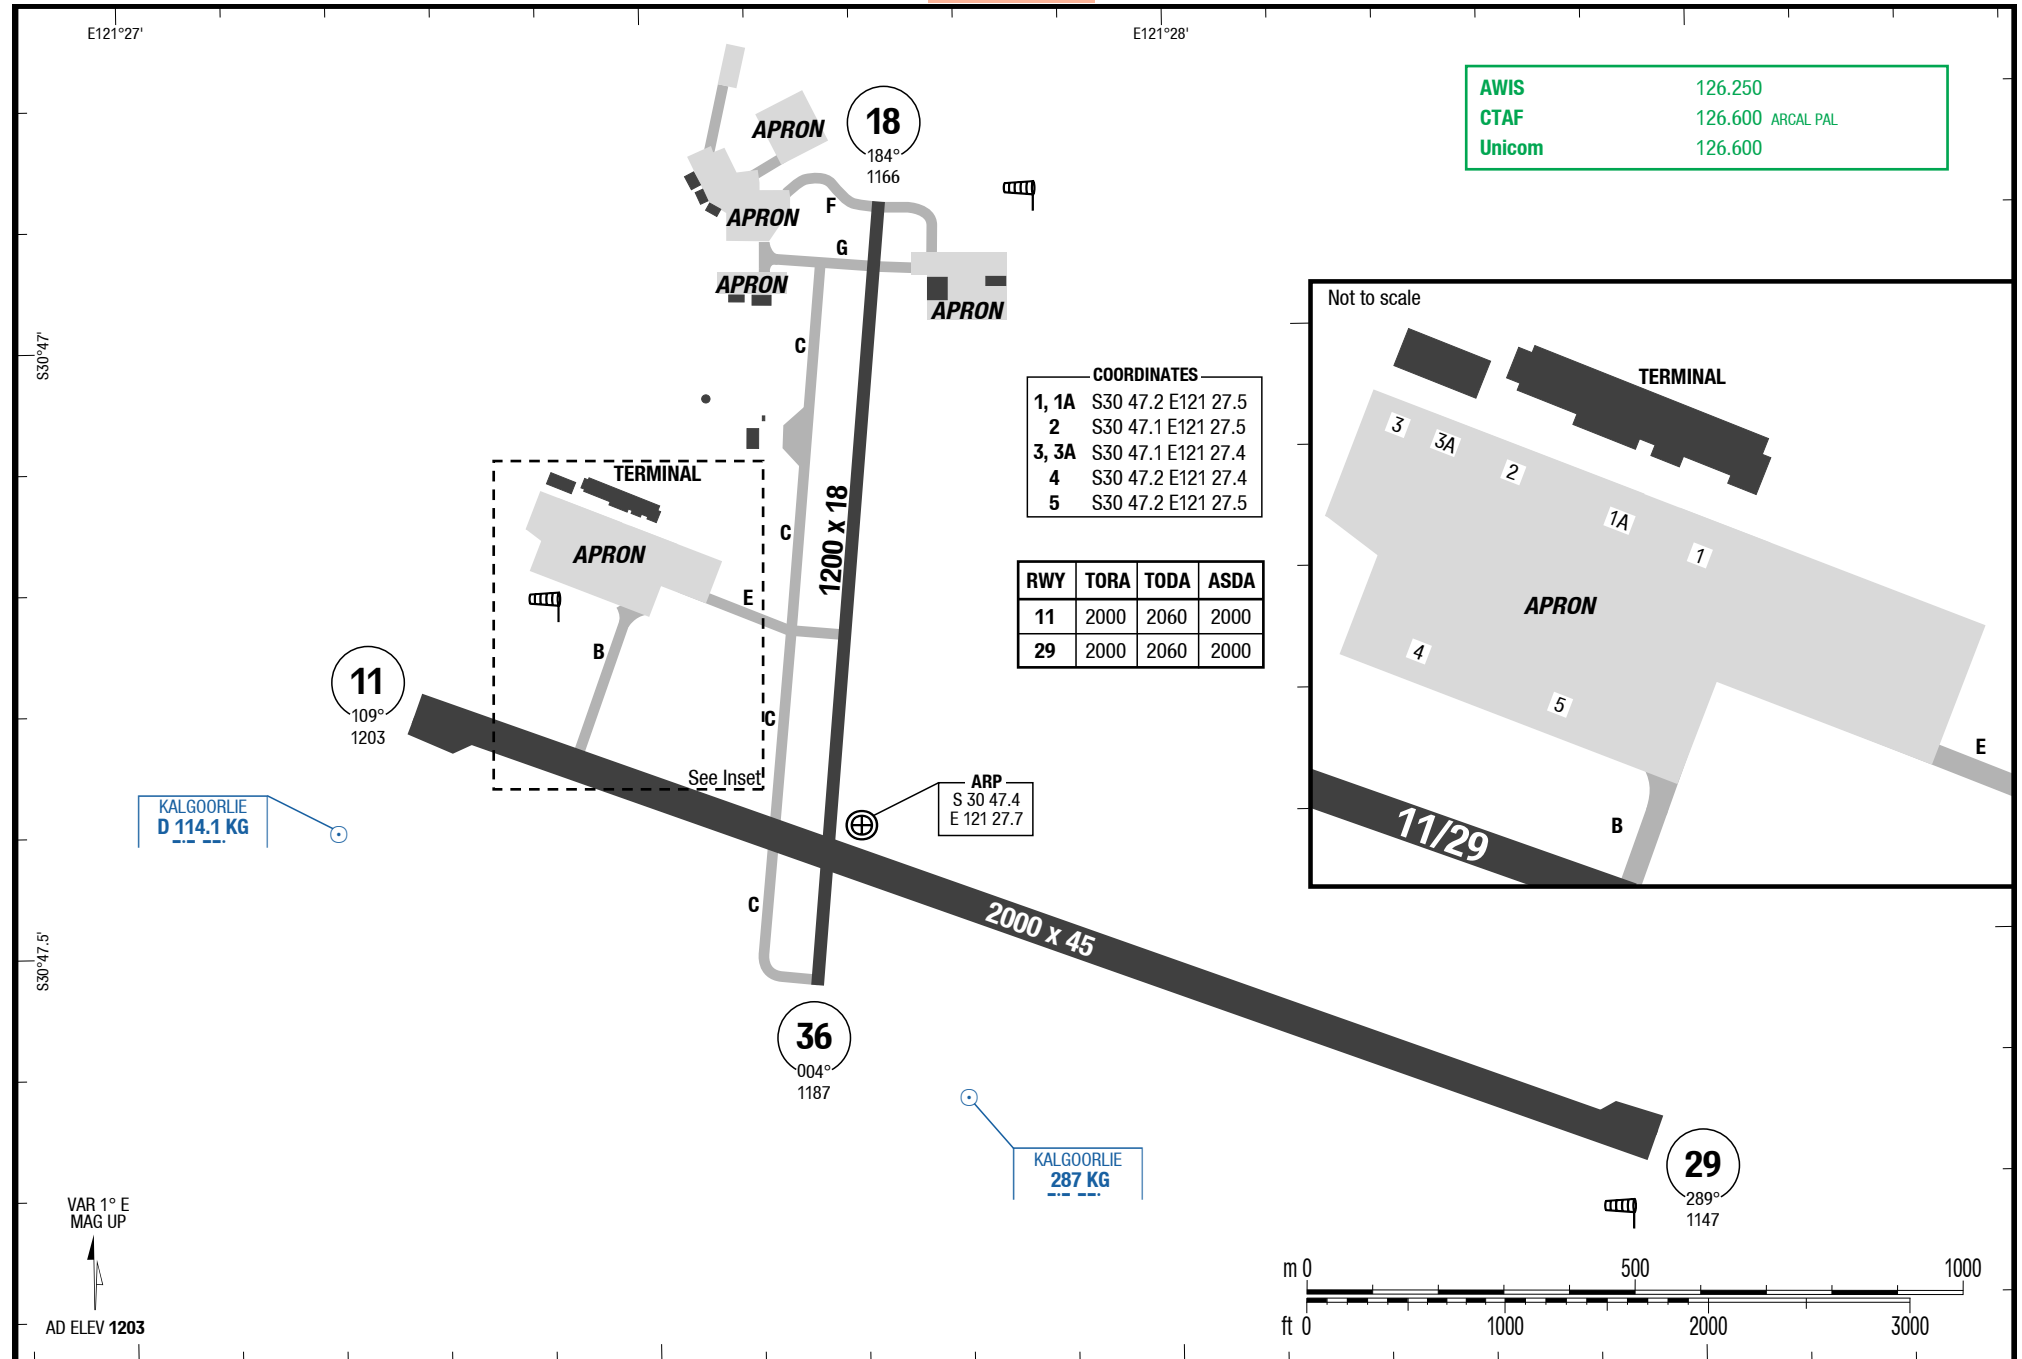 E121°27'
E121°28'
AWIS 126.250
CTAF 126.600 ARCAL PAL
Unicom 126.600
APRON
18
184°
1166
F
APRON
G
APRON
APRON
S30°47'
C
Not to scale
TERMINAL
3
3A
2
1A
1
APRON
4
5
E
B
11/29
COORDINATES
1, 1A S30 47.2 E121 27.5
2 S30 47.1 E121 27.5
3, 3A S30 47.1 E121 27.4
4 S30 47.2 E121 27.4
5 S30 47.2 E121 27.5
TERMINAL
APRON
C
1200 x 18
RWY TORA TODA ASDA
11 2000 2060 2000
29 2000 2060 2000
E
B
11
109°
1203
C
See Inset
ARP
S 30 47.4
E 121 27.7
KALGOORLIE
D 114.1 KG
C
2000 x 45
S30°47.5'
36
004°
1187
KALGOORLIE
287 KG
29
289°
1147
VAR 1° E
MAG UP
AD ELEV 1203
m 0 500 1000
ft 0 1000 2000 3000